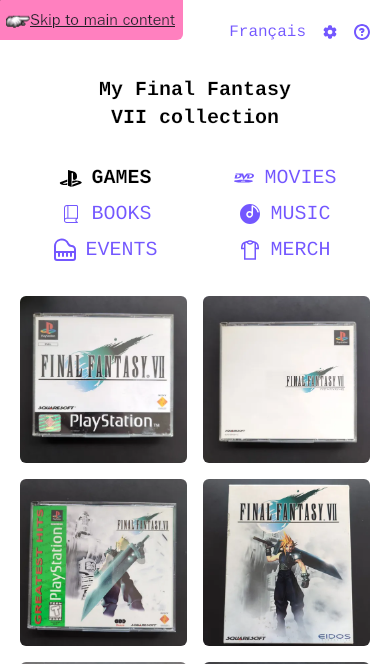 Skip to main content
Français
My Final Fantasy
VII collection
GAMES
DVD MOVIES
BOOKS
MUSIC
EVENTS
MERCH
FINAL FANTASY VII
SQUARESOFT
PlayStation
FINAL FANTASY VII
GREATEST HITS
PlayStation
FINAL FANTASY VII
FINAL FANTASY VII
SQUARESOFT
EIDOS